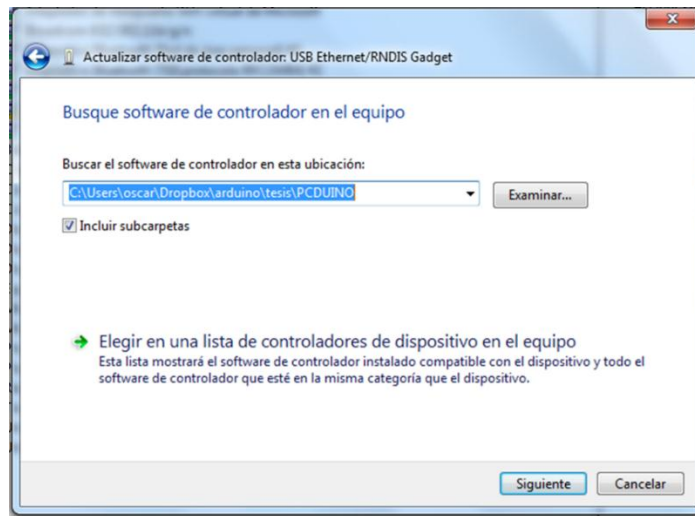 Actualizar software de controlador: USB Ethernet/RNDIS Gadget
Busque software de controlador en el equipo
Buscar el software de controlador en esta ubicación:
C:\Users\oscar\Dropbox\arduino\tesis\PCDUINO
Examinar...
Incluir subcarpetas
Elegir en una lista de controladores de dispositivo en el equipo
Esta lista mostrará el software de controlador instalado compatible con el dispositivo y todo el
software de controlador que esté en la misma categoría que el dispositivo.
Siguiente
Cancelar